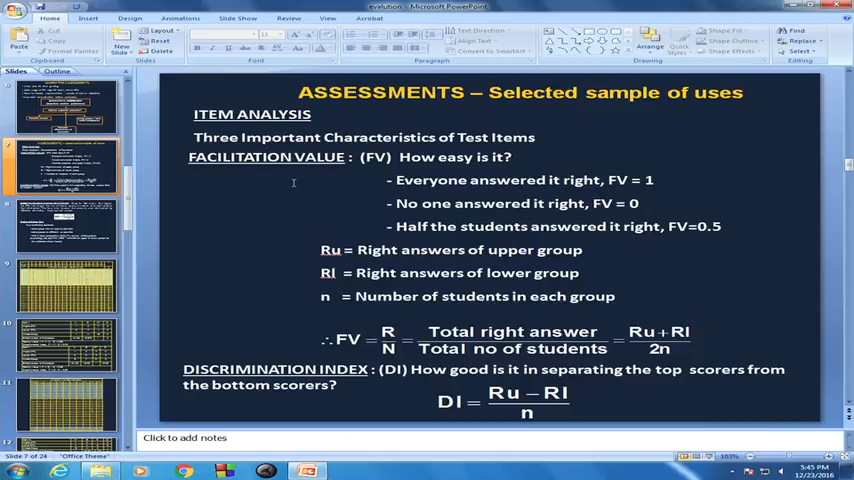 evalution - Microsoft PowerPoint
Home Insert Design Animations Slide Show Review View Acrobat
Cut
Copy
Format Painter
Paste
Clipboard
New Slide
Layout
Reset
Delete
Slides
11
Font
Paragraph
Text Direction
Align Text
Convert to SmartArt
Arrange
Quick Styles
Shape Fill
Shape Outline
Shape Effects
Drawing
Find
Replace
Select
Editing
Slides Outline
7
8
9
10
11
12
ASSESSMENTS – Selected sample of uses
ITEM ANALYSIS
Three Important Characteristics of Test Items
FACILITATION VALUE : (FV) How easy is it?
- Everyone answered it right, FV = 1
- No one answered it right, FV = 0
- Half the students answered it right, FV=0.5
Ru = Right answers of upper group
Rl = Right answers of lower group
n = Number of students in each group
∴ FV = R/N = Total right answer/Total no of students = Ru+Rl/2n
DISCRIMINATION INDEX : (DI) How good is it in separating the top scorers from
the bottom scorers?
DI = Ru – Rl/n
Click to add notes
Slide 7 of 24 "Office Theme" 103%
5:45 PM
12/23/2016